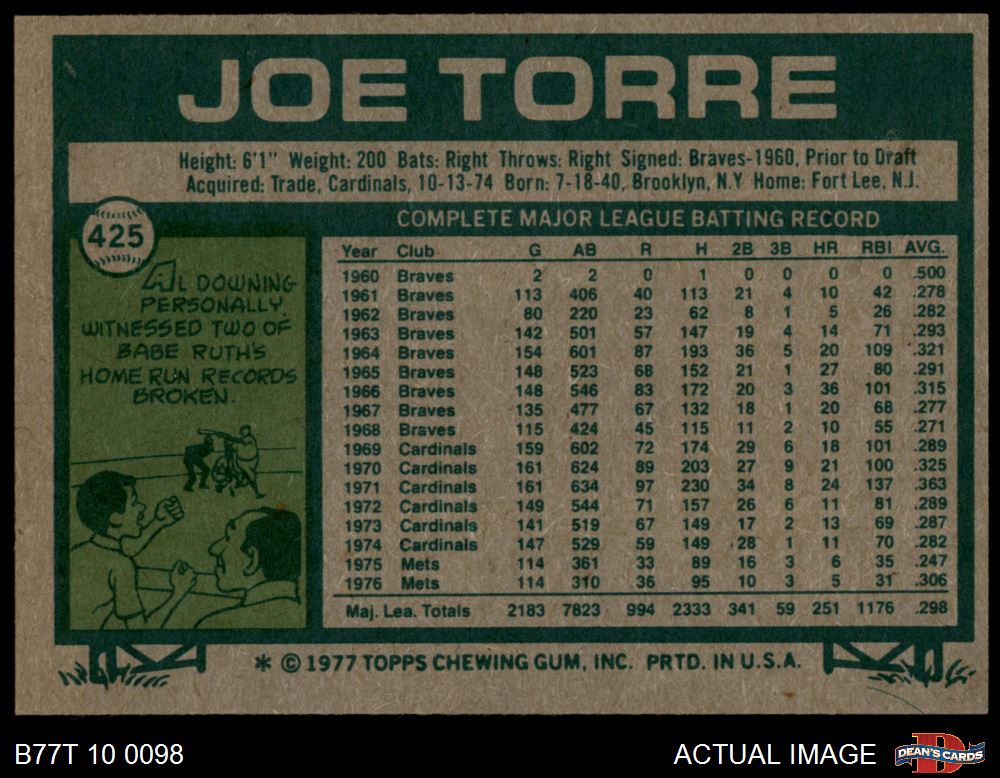 JOE TORRE
Height: 6'1" Weight: 200 Bats: Right Throws: Right Signed: Braves-1960, Prior to Draft
Acquired: Trade, Cardinals, 10-13-74 Born: 7-18-40, Brooklyn, N.Y Home: Fort Lee, N.J.
425
AL DOWNING
PERSONALLY
WITNESSED TWO OF
BABE RUTH'S
HOME RUN RECORDS
BROKEN.
COMPLETE MAJOR LEAGUE BATTING RECORD
Year Club G AB R H 2B 3B HR RBI AVG.
1960 Braves 2 2 0 1 0 0 0 0 .500
1961 Braves 113 406 40 113 21 4 10 42 .278
1962 Braves 80 220 23 62 8 1 5 26 .282
1963 Braves 142 501 57 147 19 4 14 71 .293
1964 Braves 154 601 87 193 36 5 20 109 .321
1965 Braves 148 523 68 152 21 1 27 80 .291
1966 Braves 148 546 83 172 20 3 36 101 .315
1967 Braves 135 477 67 132 18 1 20 68 .277
1968 Braves 115 424 45 115 11 2 10 55 .271
1969 Cardinals 159 602 72 174 29 6 18 101 .289
1970 Cardinals 161 624 89 203 27 9 21 100 .325
1971 Cardinals 161 634 97 230 34 8 24 137 .363
1972 Cardinals 149 544 71 157 26 6 11 81 .289
1973 Cardinals 141 519 67 149 17 2 13 69 .287
1974 Cardinals 147 529 59 149 28 1 11 70 .282
1975 Mets 114 361 33 89 16 3 6 35 .247
1976 Mets 114 310 36 95 10 3 5 31 .306
Maj. Lea. Totals 2183 7823 994 2333 341 59 251 1176 .298
* © 1977 TOPPS CHEWING GUM, INC. PRTD. IN U.S.A.
B77T 10 0098
ACTUAL IMAGE
DEAN'S CARDS